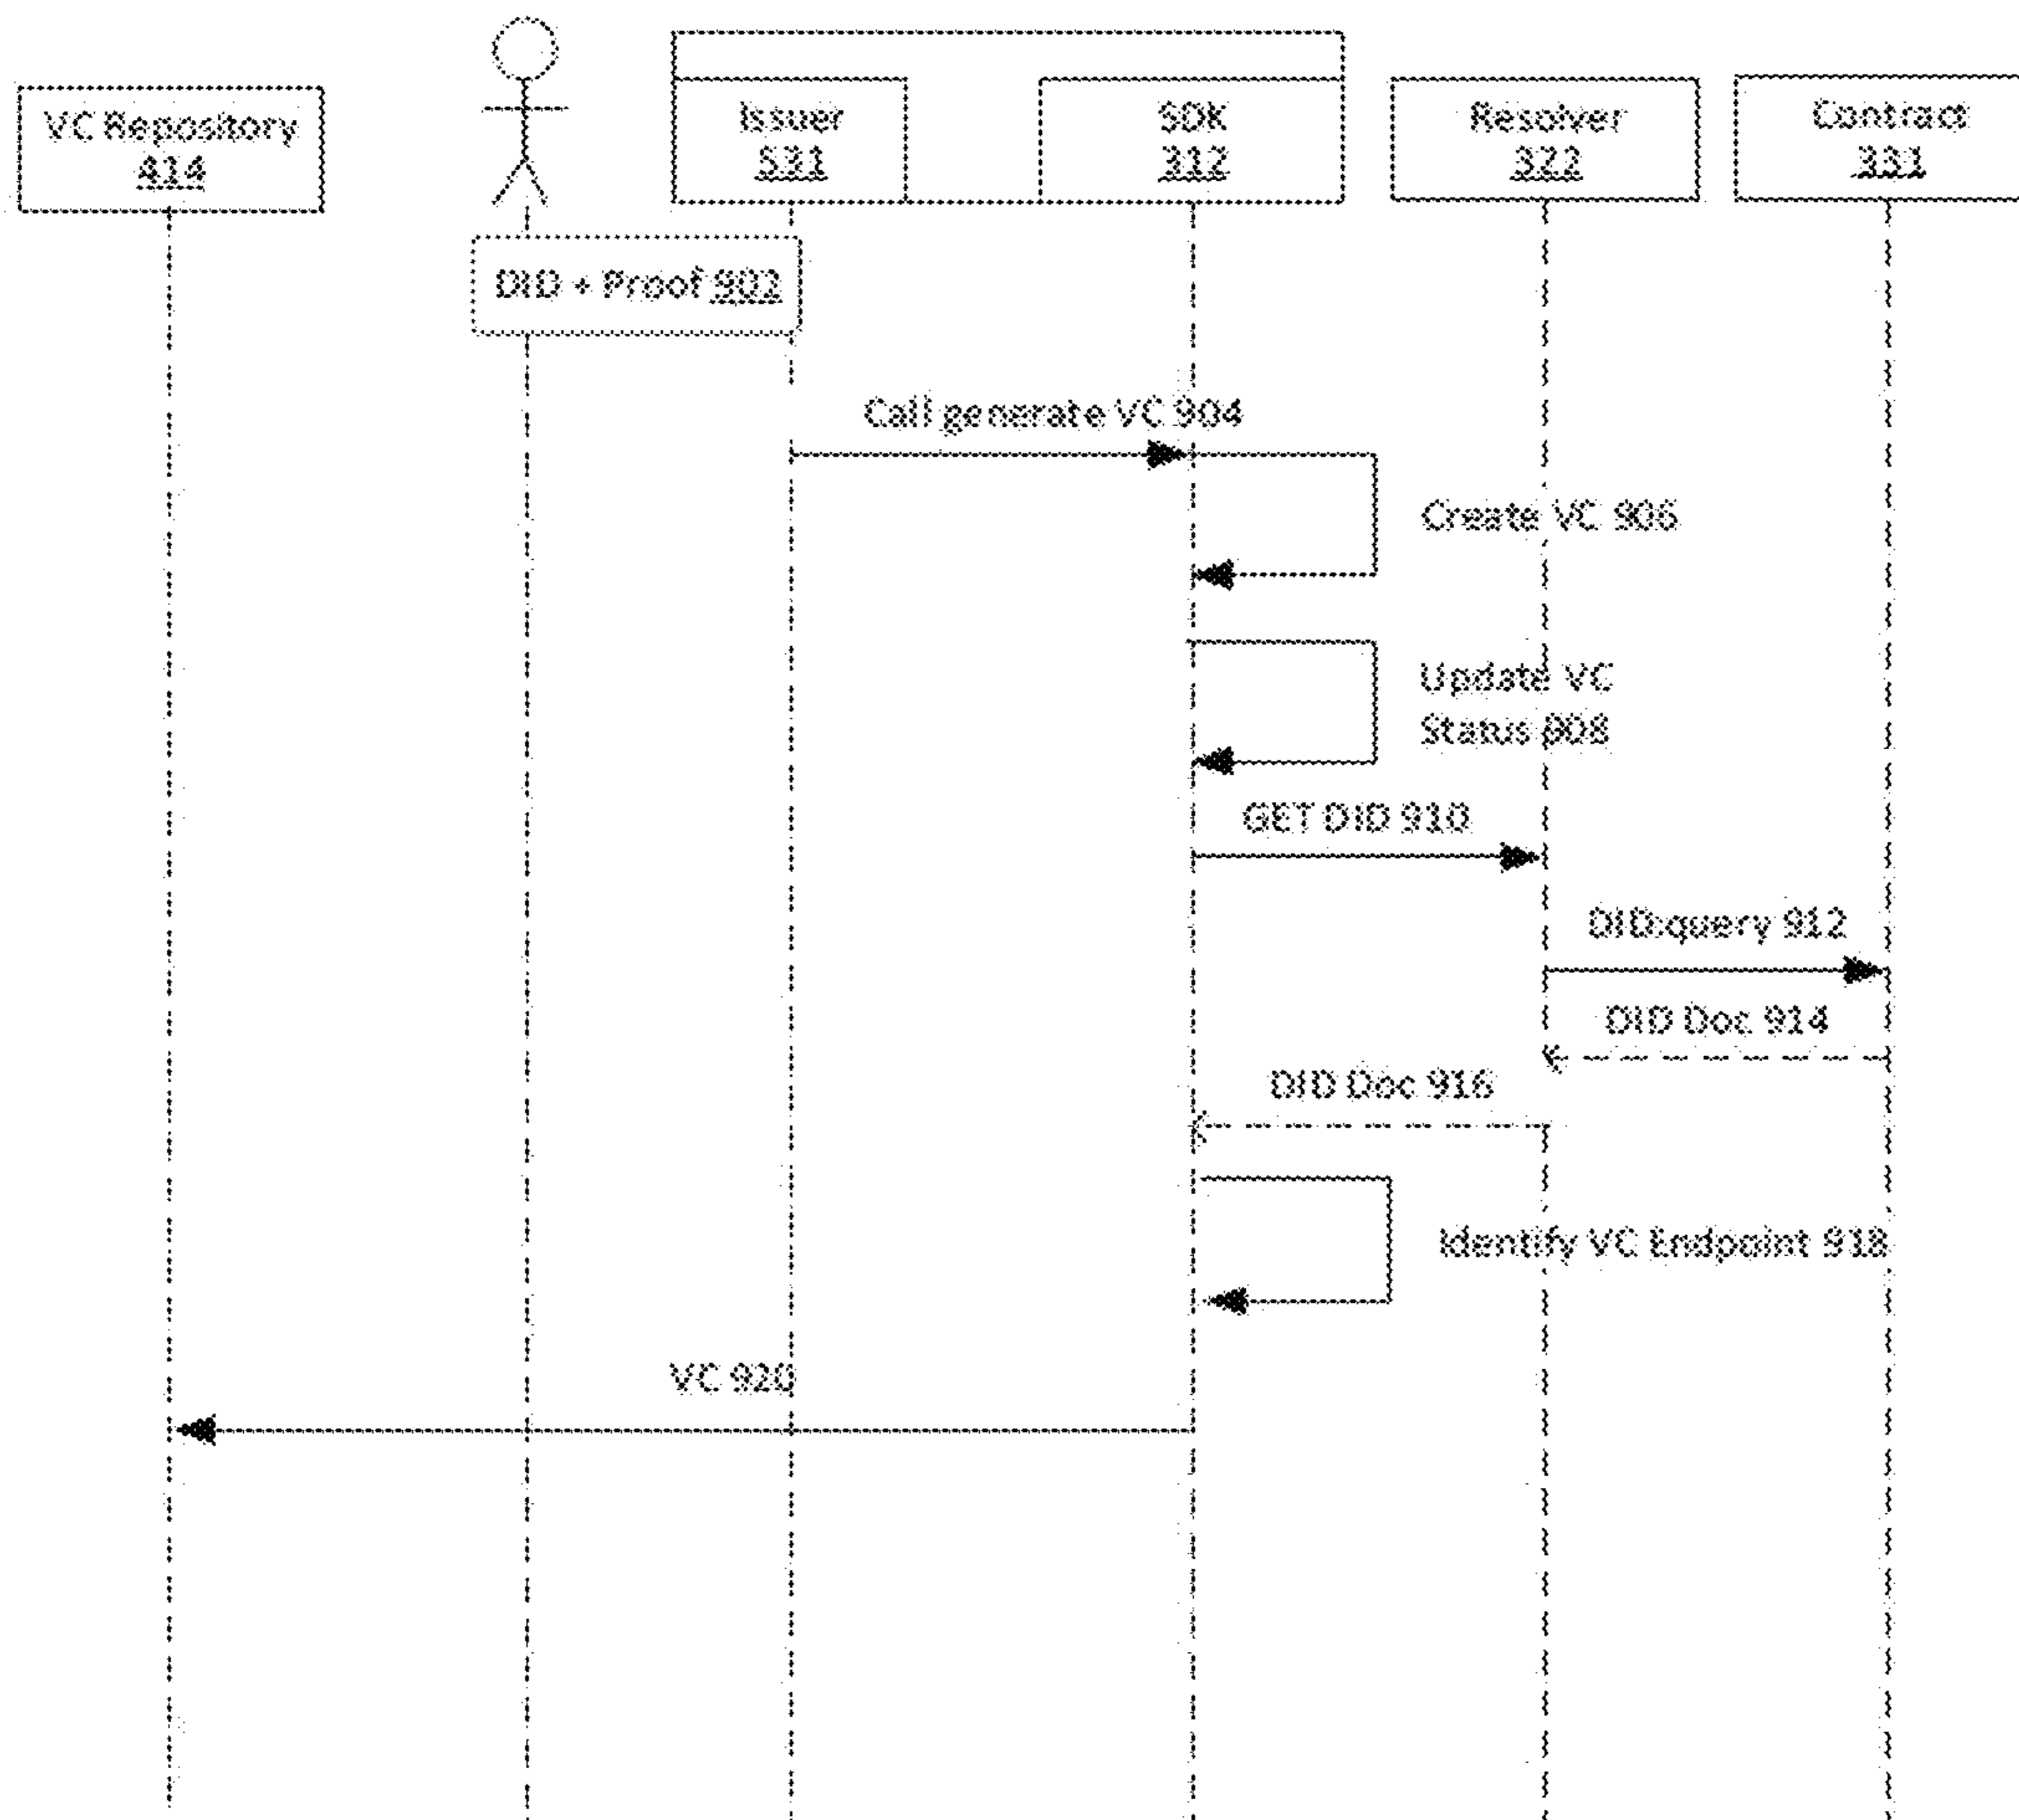 VC Repository
414
Issuer
531
SDK
312
Resolver
322
Contract
331
DID + Proof 902
Call generate VC 904
Create VC 906
Update VC
Status 908
GET DID 910
DID:query 912
DID Doc 914
DID Doc 916
Identify VC Endpoint 918
VC 920